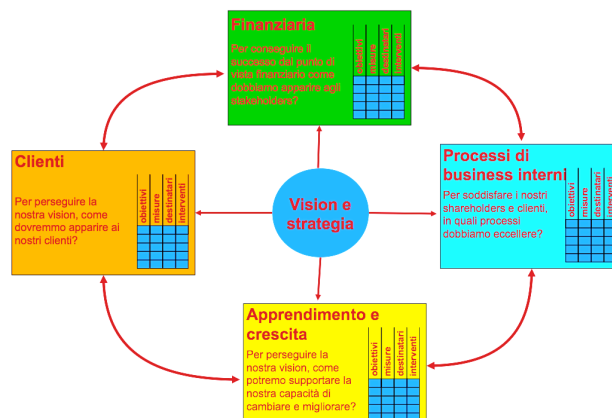 Finanziaria
Per conseguire il
successo dal punto di
vista finanziario come
dobbiamo apparire agli
stakeholders?
obiettivi
misure
destinatari
interventi
Clienti
Per perseguire la
nostra vision, come
dovremmo apparire ai
nostri clienti?
obiettivi
misure
destinatari
interventi
Vision e
strategia
Processi di
business interni
Per soddisfare i nostri
shareholders e clienti,
in quali processi
dobbiamo eccellere?
obiettivi
misure
destinatari
interventi
Apprendimento e
crescita
Per perseguire la
nostra vision, come
potremo supportare la
nostra capacità di
cambiare e migliorare?
obiettivi
misure
destinatari
interventi